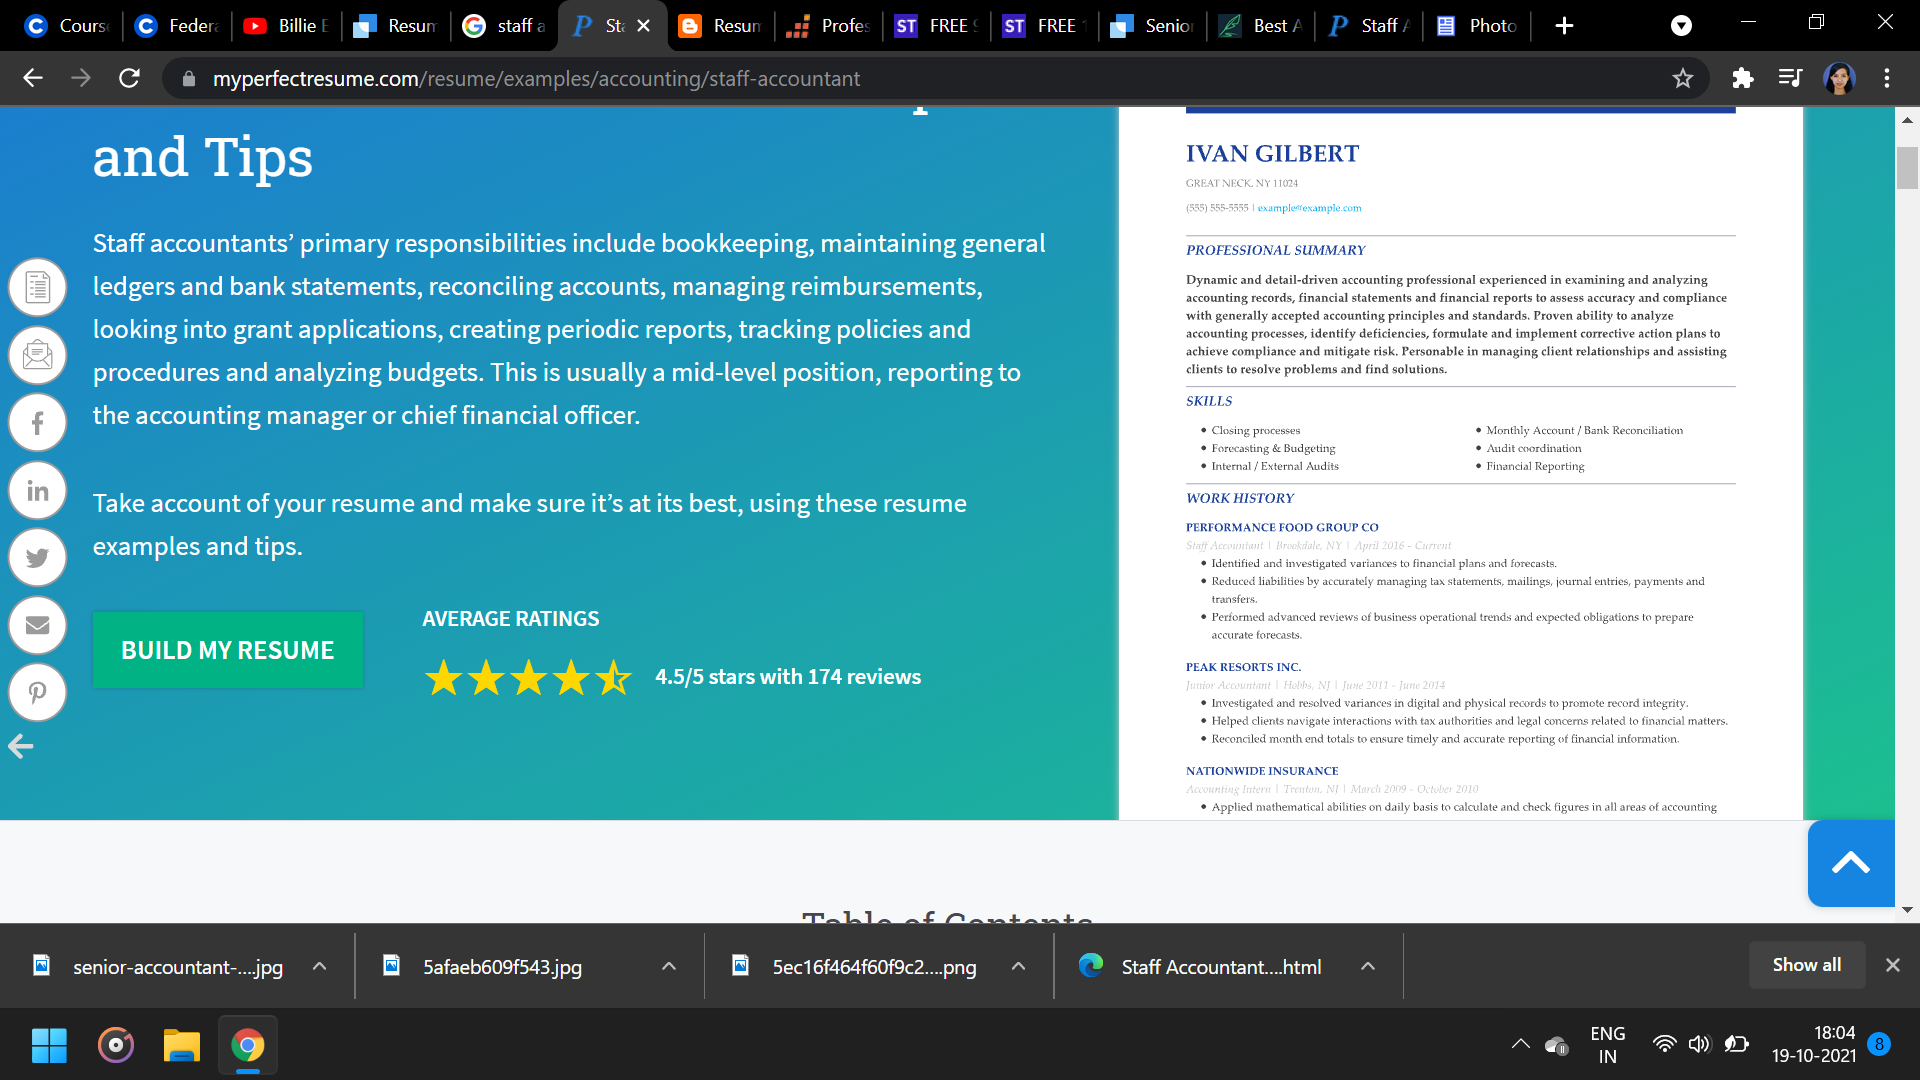 Cours
Federa
Billie E
Resum
staff a
Sta
Resum
Profes
ST FREE 9
ST FREE 1
Senior
Best A
Staff A
Photo
myperfectresume.com/resume/examples/accounting/staff-accountant
and Tips
Staff accountants’ primary responsibilities include bookkeeping, maintaining general
ledgers and bank statements, reconciling accounts, managing reimbursements,
looking into grant applications, creating periodic reports, tracking policies and
procedures and analyzing budgets. This is usually a mid-level position, reporting to
the accounting manager or chief financial officer.
Take account of your resume and make sure it’s at its best, using these resume
examples and tips.
BUILD MY RESUME
AVERAGE RATINGS
4.5/5 stars with 174 reviews
IVAN GILBERT
GREAT NECK, NY 11024
(555) 555-5555 | example@example.com
PROFESSIONAL SUMMARY
Dynamic and detail-driven accounting professional experienced in examining and analyzing
accounting records, financial statements and financial reports to assess accuracy and compliance
with generally accepted accounting principles and standards. Proven ability to analyze
accounting processes, identify deficiencies, formulate and implement corrective action plans to
achieve compliance and mitigate risk. Personable in managing client relationships and assisting
clients to resolve problems and find solutions.
SKILLS
• Closing processes
• Forecasting & Budgeting
• Internal / External Audits
• Monthly Account / Bank Reconciliation
• Audit coordination
• Financial Reporting
WORK HISTORY
PERFORMANCE FOOD GROUP CO
Staff Accountant | Brookdale, NY | April 2016 - Current
• Identified and investigated variances to financial plans and forecasts.
• Reduced liabilities by accurately managing tax statements, mailings, journal entries, payments and
transfers.
• Performed advanced reviews of business operational trends and expected obligations to prepare
accurate forecasts.
PEAK RESORTS INC.
Junior Accountant | Hobbs, NJ | June 2011 - June 2014
• Investigated and resolved variances in digital and physical records to promote record integrity.
• Helped clients navigate interactions with tax authorities and legal concerns related to financial matters.
• Reconciled month end totals to ensure timely and accurate reporting of financial information.
NATIONWIDE INSURANCE
Accounting Intern | Trenton, NJ | March 2009 - October 2010
• Applied mathematical abilities on daily basis to calculate and check figures in all areas of accounting
Table of Contents
senior-accountant-....jpg
5afaeb609f543.jpg
5ec16f464f60f9c2....png
Staff Accountant....html
Show all
ENG
IN
18:04
19-10-2021
8